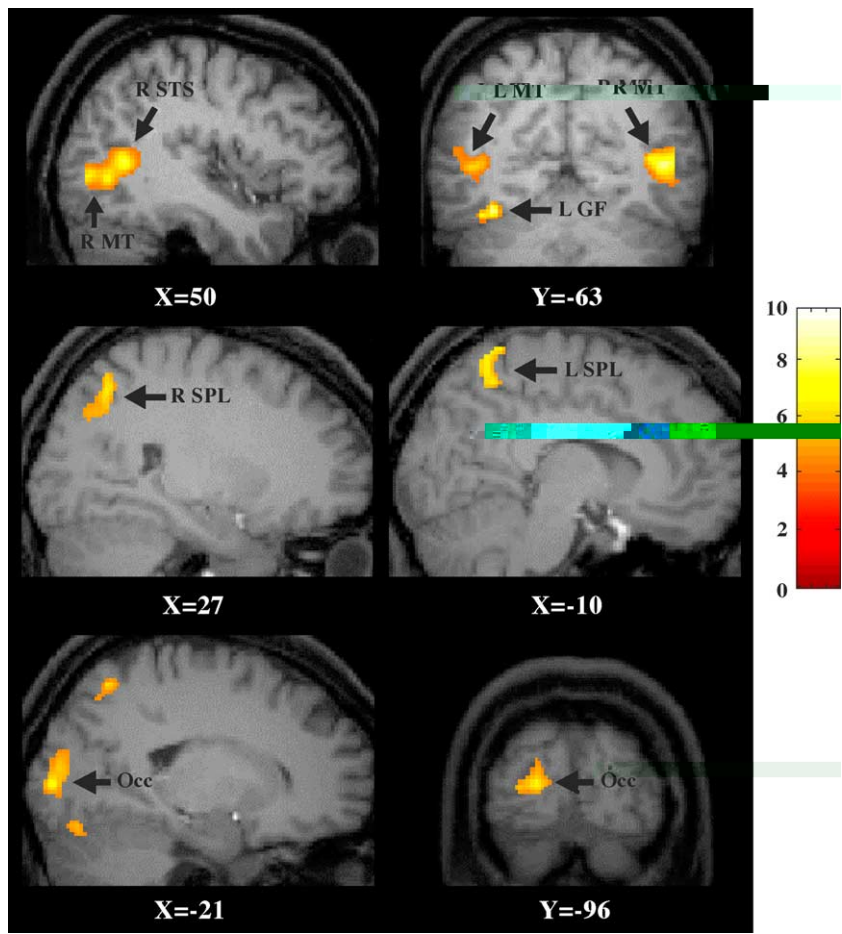 R STS
R MT
X=50
L MT
R MT
L GF
Y=-63
R SPL
X=27
L SPL
X=-10
10
8
6
4
2
0
Occ
X=-21
Occ
Y=-96